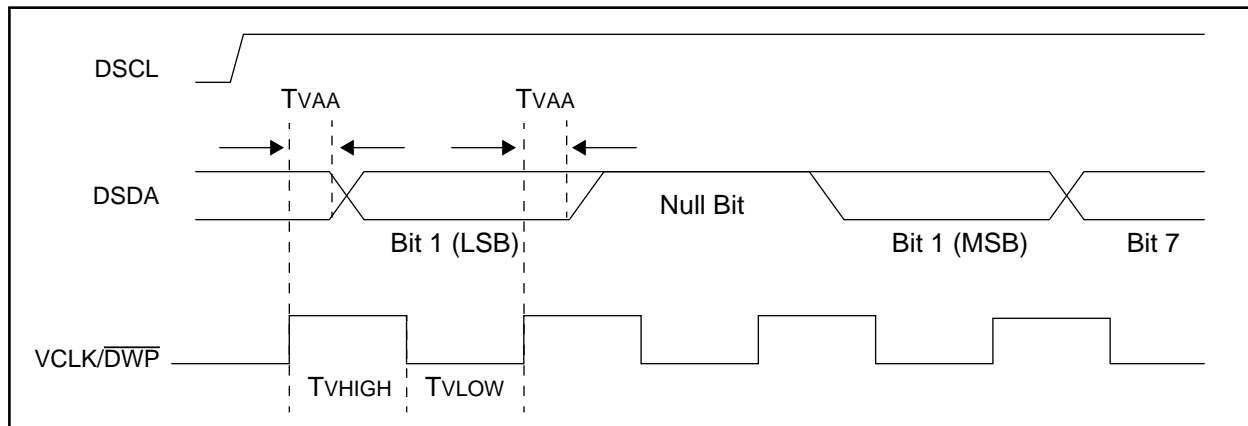 DSCL
TVAA TVAA
DSDA
Null Bit
Bit 1 (LSB) Bit 1 (MSB) Bit 7
VCLK/DWP
TVHIGH TVLOW